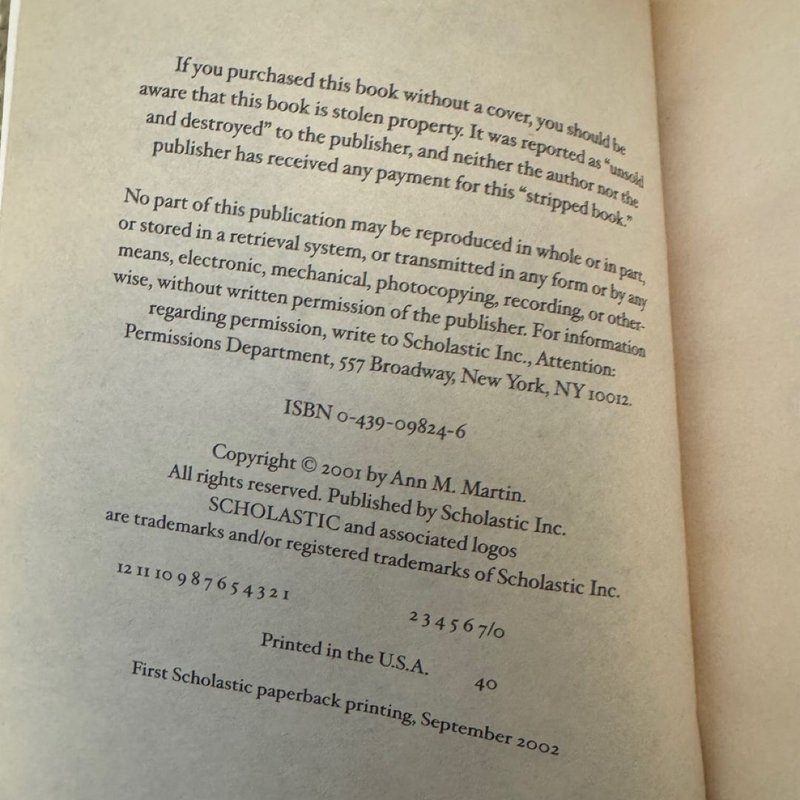 If you purchased this book without a cover, you should be
aware that this book is stolen property. It was reported as "unsold
and destroyed" to the publisher, and neither the author nor the
publisher has received any payment for this "stripped book."
No part of this publication may be reproduced in whole or in part,
or stored in a retrieval system, or transmitted in any form or by any
means, electronic, mechanical, photocopying, recording, or other-
wise, without written permission of the publisher. For information
regarding permission, write to Scholastic Inc., Attention:
Permissions Department, 557 Broadway, New York, NY 10012.
ISBN 0-439-09824-6
Copyright © 2001 by Ann M. Martin.
All rights reserved. Published by Scholastic Inc.
SCHOLASTIC and associated logos
are trademarks and/or registered trademarks of Scholastic Inc.
12 11 10 9 8 7 6 5 4 3 2 1
2 3 4 5 6 7/0
Printed in the U.S.A.
40
First Scholastic paperback printing, September 2002